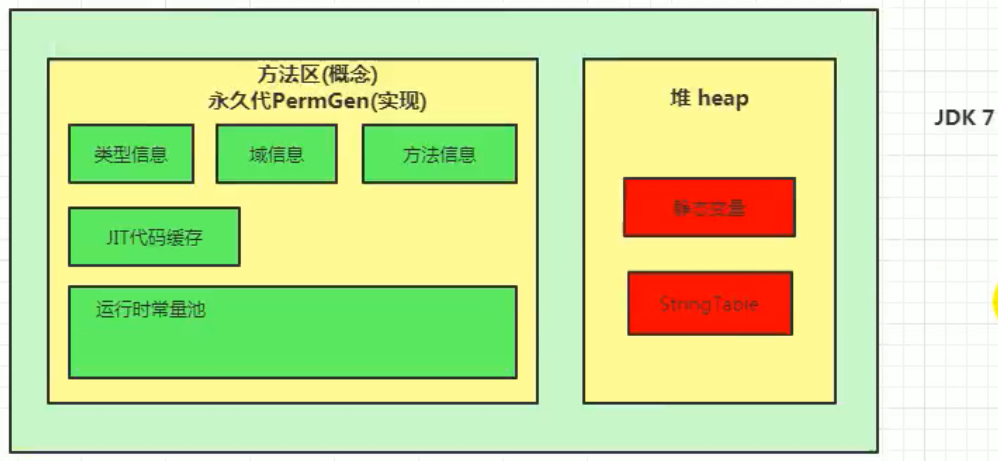 方法区(概念)
永久代PermGen(实现)
类型信息
域信息
方法信息
JIT代码缓存
运行时常量池
堆 heap
静态变量
StringTable
JDK 7